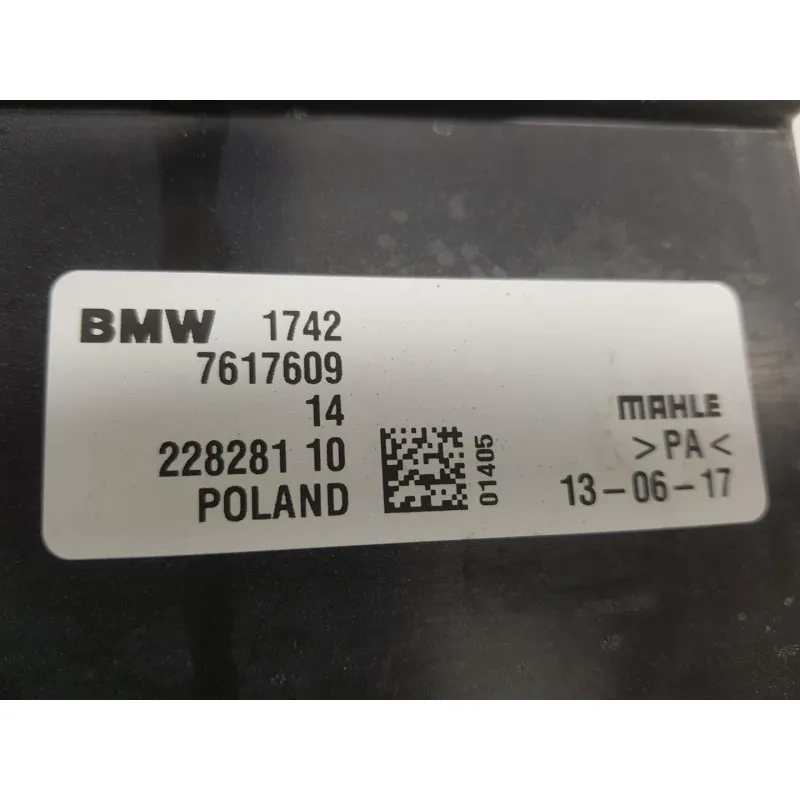 BMW 1742
7617609
14
228281 10
POLAND
01405
MAHLE
>PA<
13-06-17